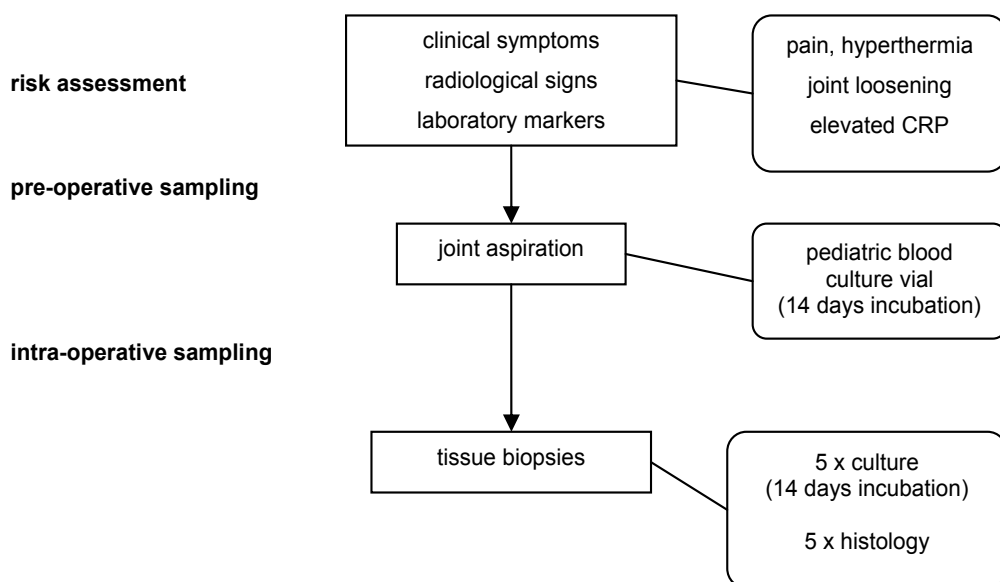 risk assessment
clinical symptoms
radiological signs
laboratory markers
pain, hyperthermia
joint loosening
elevated CRP
pre-operative sampling
joint aspiration
pediatric blood
culture vial
(14 days incubation)
intra-operative sampling
tissue biopsies
5 x culture
(14 days incubation)
5 x histology